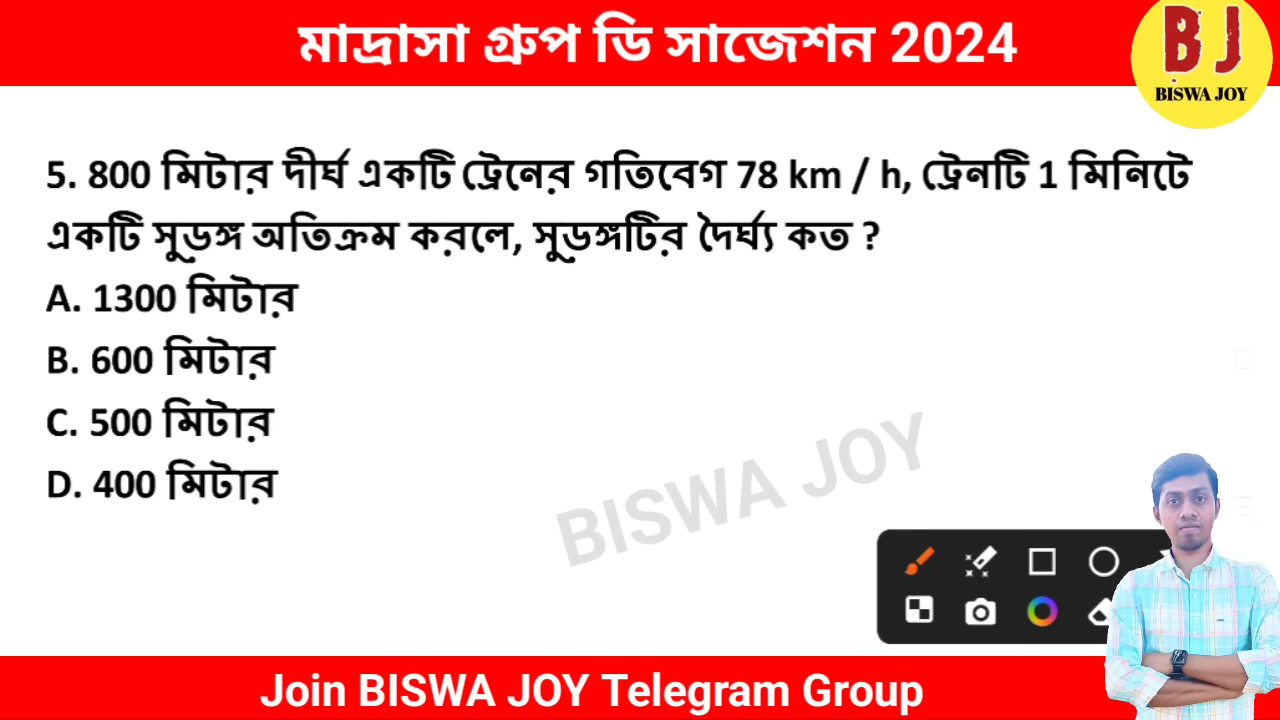 মাদ্রাসা গ্রুপ ডি সাজেশন 2024
B J
BISWA JOY
5. 800 মিটার দীর্ঘ একটি ট্রেনের গতিবেগ 78 km / h, ট্রেনটি 1 মিনিটে
একটি সুড়ঙ্গ অতিক্রম করলে, সুড়ঙ্গটির দৈর্ঘ্য কত ?
A. 1300 মিটার
B. 600 মিটার
C. 500 মিটার
D. 400 মিটার
BISWA JOY
Join BISWA JOY Telegram Group